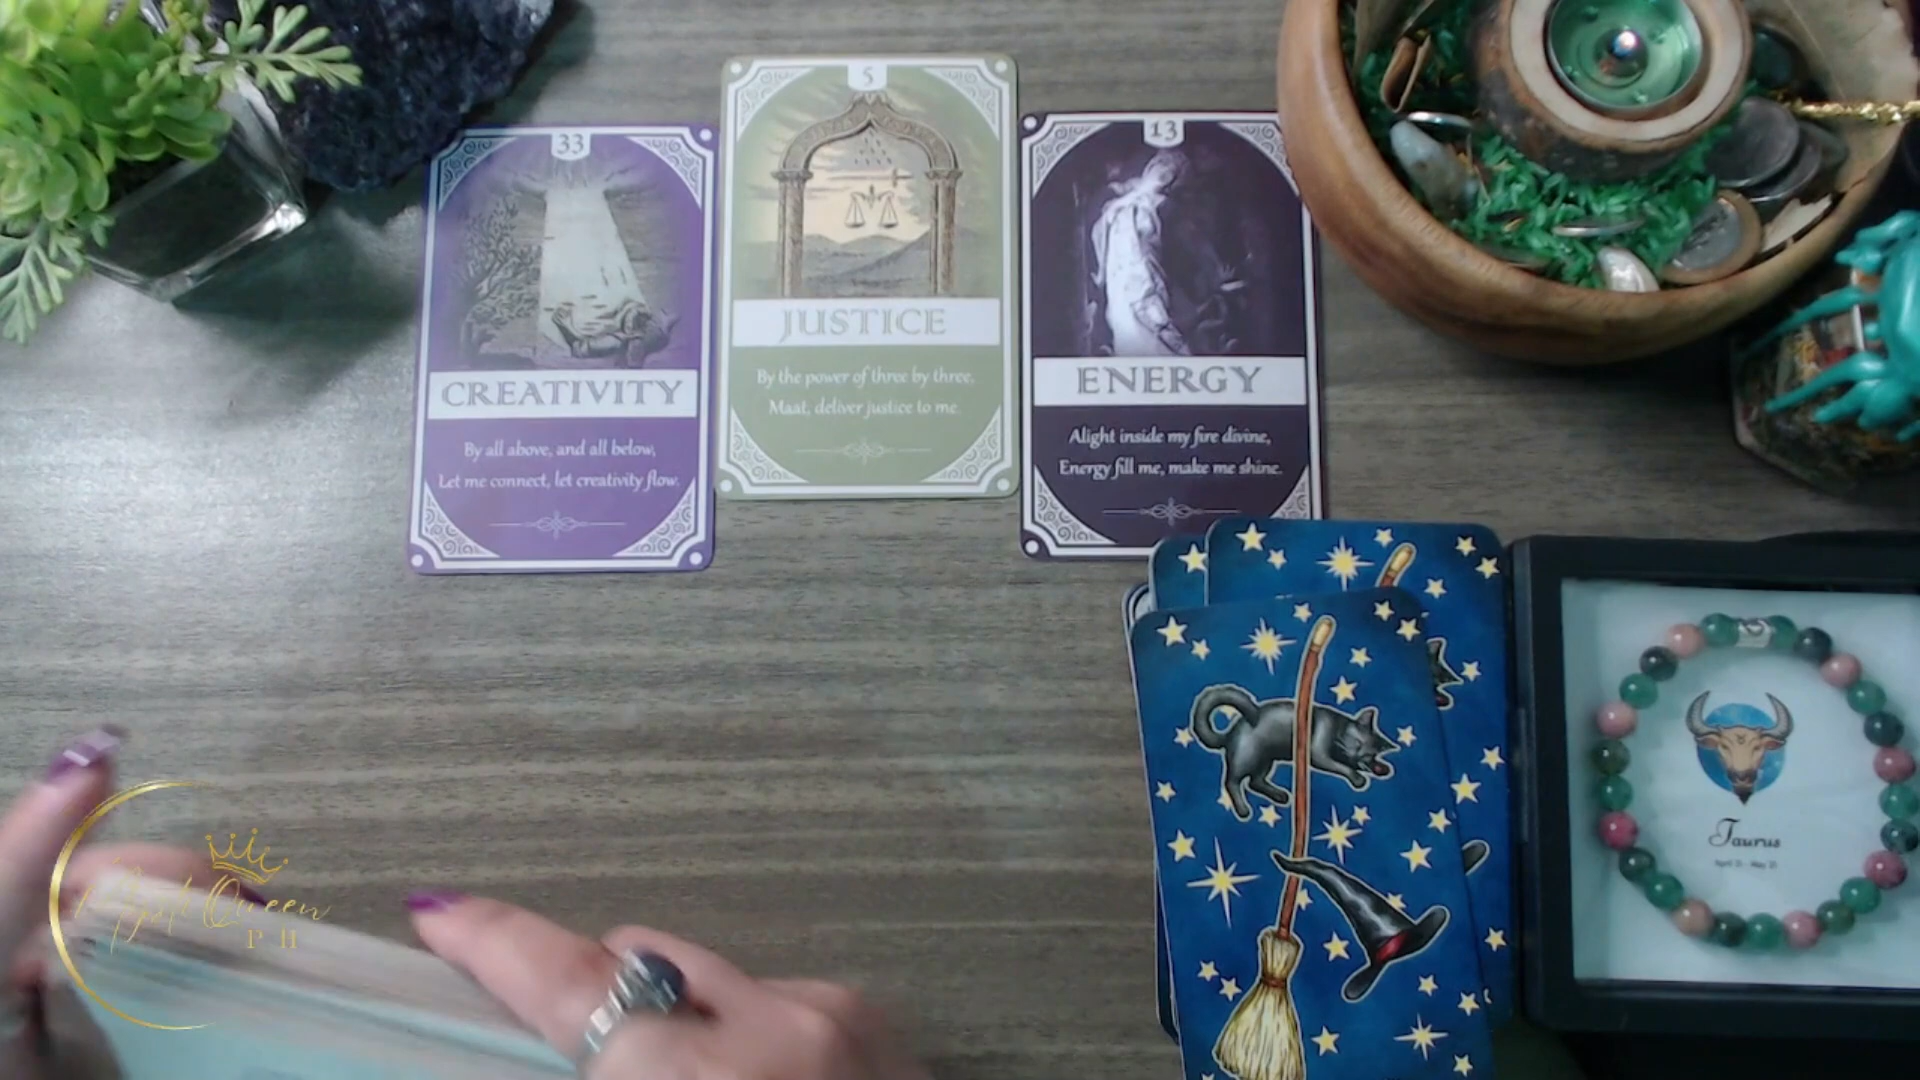 33
CREATIVITY
By all above, and all below,
Let me connect, let creativity flow.
5
JUSTICE
By the power of three by three,
Maat, deliver justice to me.
13
ENERGY
Alight inside my fire divine,
Energy fill me, make me shine.
Taurus
Queen
PH